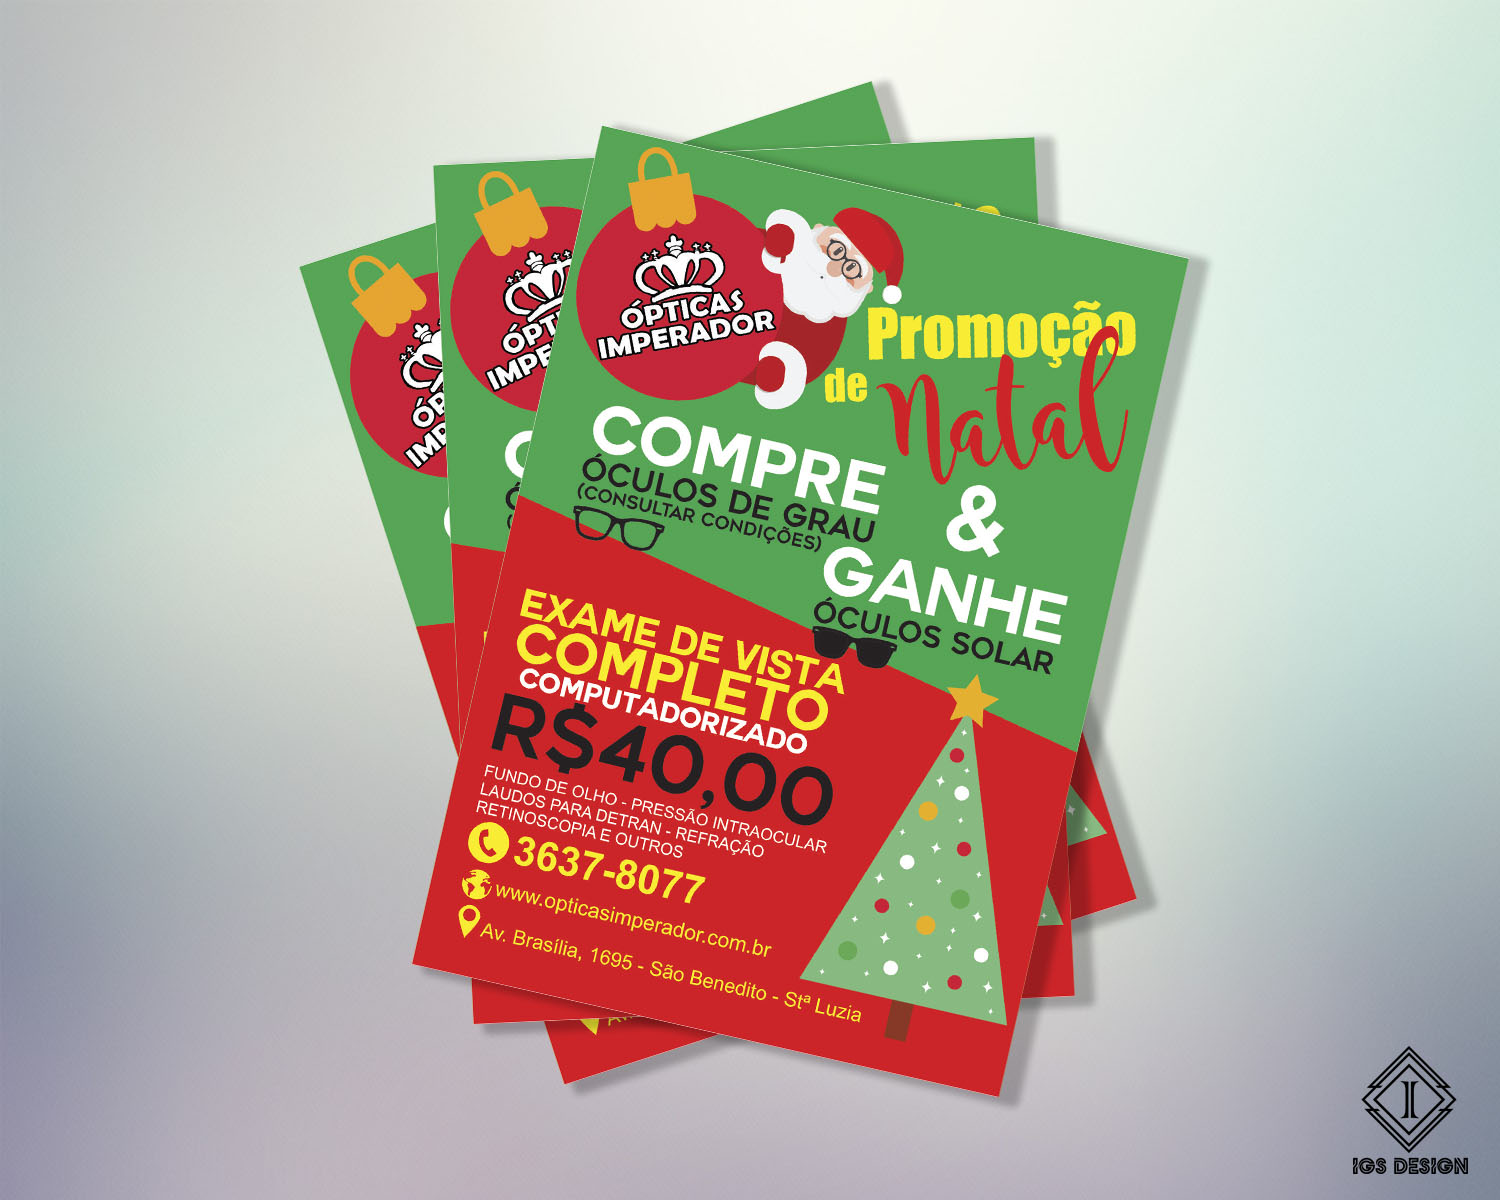 ÓPTICAS
IMPERADOR
Promoção
de
Natal
COMPRE
ÓCULOS DE GRAU
(CONSULTAR CONDIÇÕES)
&
GANHE
ÓCULOS SOLAR
EXAME DE VISTA
COMPLETO
COMPUTADORIZADO
R$40,00
FUNDO DE OLHO - PRESSÃO INTRAOCULAR
LAUDOS PARA DETRAN - REFRAÇÃO
RETINOSCOPIA E OUTROS
3637-8077
www.opticasimperador.com.br
Av. Brasília, 1695 - São Benedito - Stª Luzia
I
IGS DESIGN